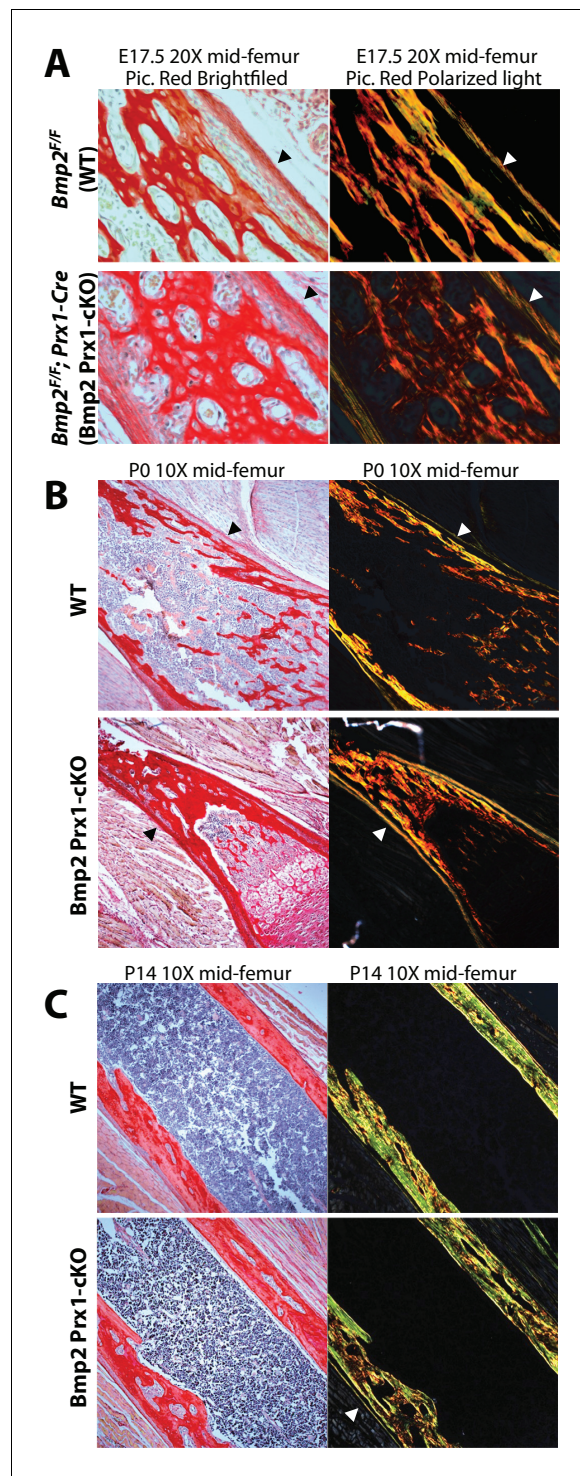 A
E17.5 20X mid-femur
Pic. Red Brightfiled
E17.5 20X mid-femur
Pic. Red Polarized light
Bmp2F/F
(WT)
Bmp2F/F; Prx1-Cre
(Bmp2 Prx1-cKO)
B
P0 10X mid-femur
P0 10X mid-femur
WT
Bmp2 Prx1-cKO
C
P14 10X mid-femur
P14 10X mid-femur
WT
Bmp2 Prx1-cKO